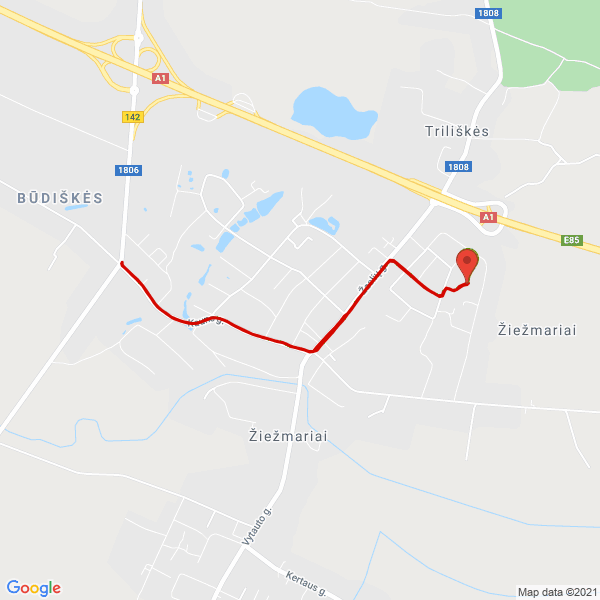 1808
A1
142
Triliškės
1806
1808
BŪDIŠKĖS
A1
E85
Žaslių g.
Kauno g.
Žiežmariai
Žiežmariai
Vytauto g.
Kertaus g.
Google
Map data ©2021